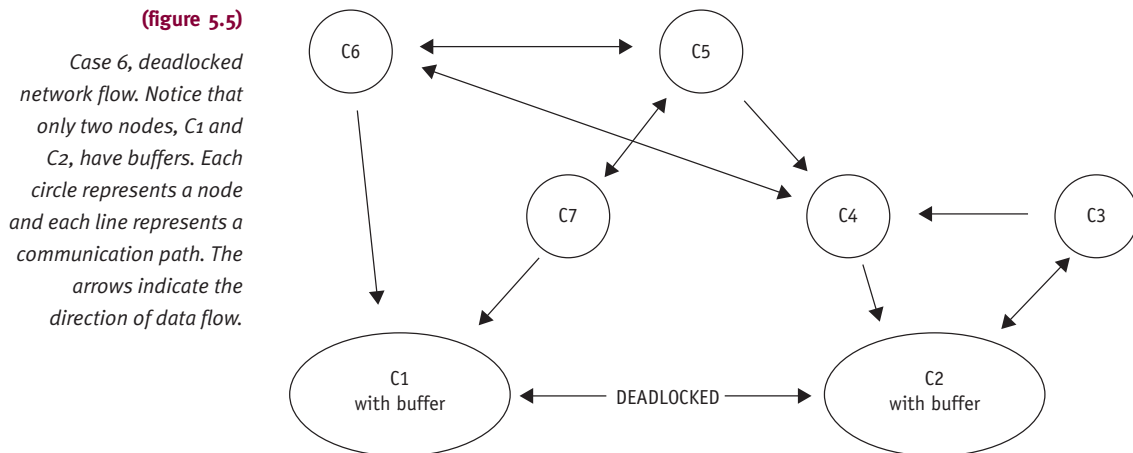 (figure 5.5)
Case 6, deadlocked
network flow. Notice that
only two nodes, C1 and
C2, have buffers. Each
circle represents a node
and each line represents a
communication path. The
arrows indicate the
direction of data flow.
C6
C5
C7
C4
C3
C1
with buffer
DEADLOCKED
C2
with buffer